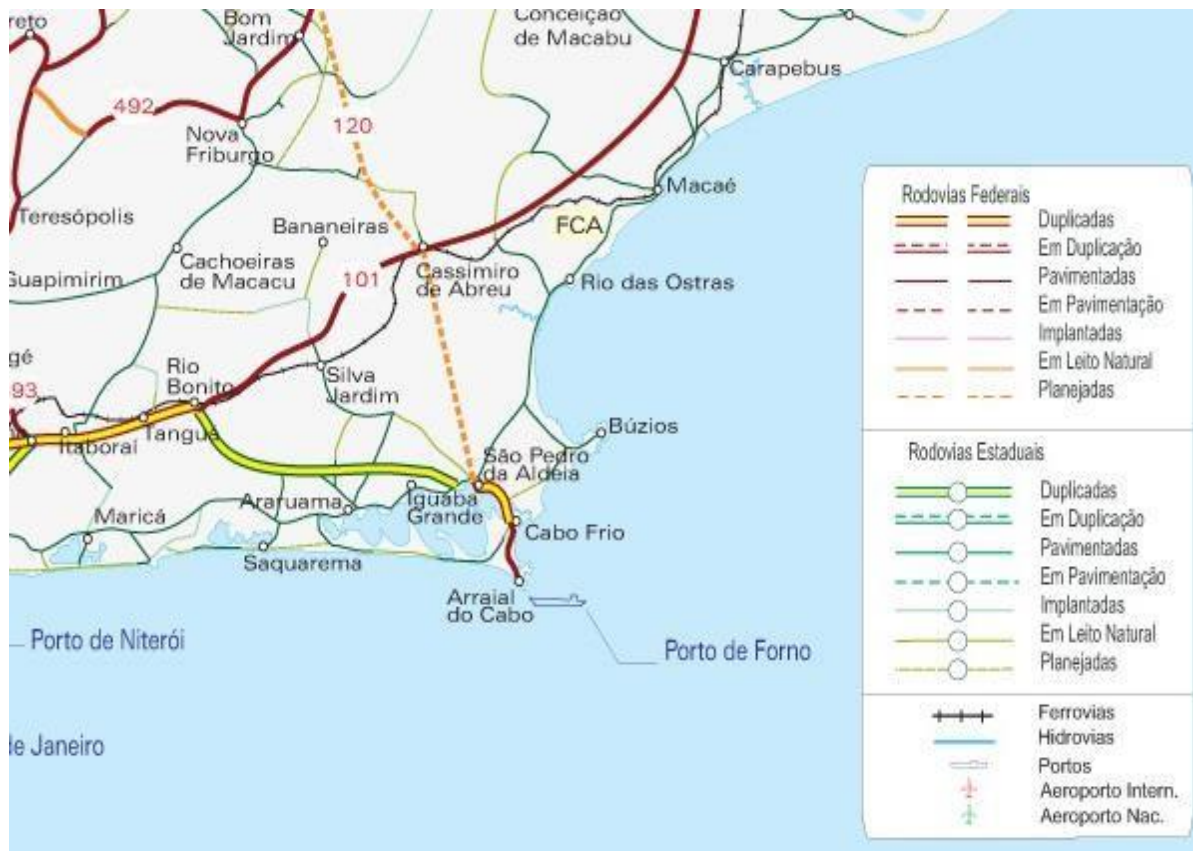 reto
Bom
Jardim
Conceição
de Macabu
Carapebus
492
120
Nova
Friburgo
Macaé
Teresópolis
Bananeiras
FCA
Cachoeiras
de Macacu
Guapimirim
101
Cassimiro
de Abreu
Rio das Ostras
gé
Rio
Bonito
Silva
Jardim
93
Itaboraí
Tanguá
Búzios
São Pedro
da Aldeia
Araruama
Iguaba
Grande
Maricá
Cabo Frio
Saquarema
Arraial
do Cabo
Porto de Niterói
Porto de Forno
de Janeiro
Rodovias Federais
Duplicadas
Em Duplicação
Pavimentadas
Em Pavimentação
Implantadas
Em Leito Natural
Planejadas
Rodovias Estaduais
Duplicadas
Em Duplicação
Pavimentadas
Em Pavimentação
Implantadas
Em Leito Natural
Planejadas
Ferrovias
Hidrovias
Portos
Aeroporto Intern.
Aeroporto Nac.